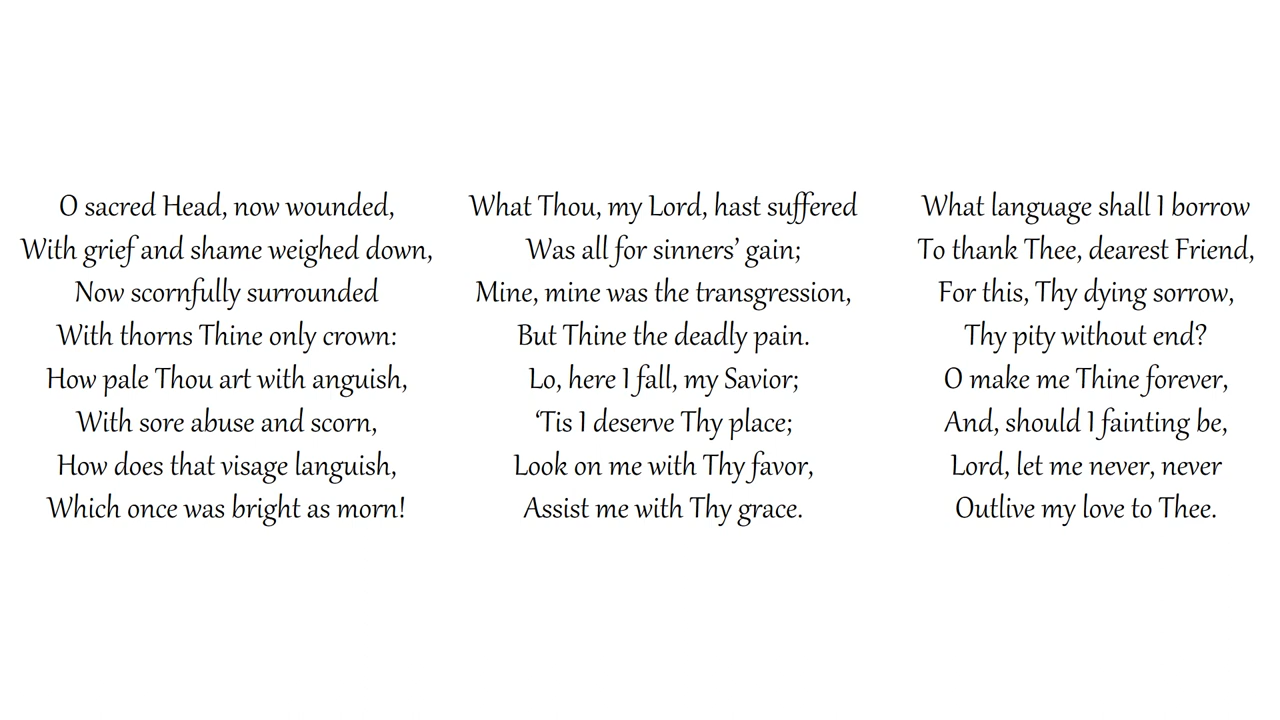 O sacred Head, now wounded,
With grief and shame weighed down,
Now scornfully surrounded
With thorns Thine only crown:
How pale Thou art with anguish,
With sore abuse and scorn,
How does that visage languish,
Which once was bright as morn!
What Thou, my Lord, hast suffered
Was all for sinners’ gain;
Mine, mine was the transgression,
But Thine the deadly pain.
Lo, here I fall, my Savior;
‘Tis I deserve Thy place;
Look on me with Thy favor,
Assist me with Thy grace.
What language shall I borrow
To thank Thee, dearest Friend,
For this, Thy dying sorrow,
Thy pity without end?
O make me Thine forever,
And, should I fainting be,
Lord, let me never, never
Outlive my love to Thee.